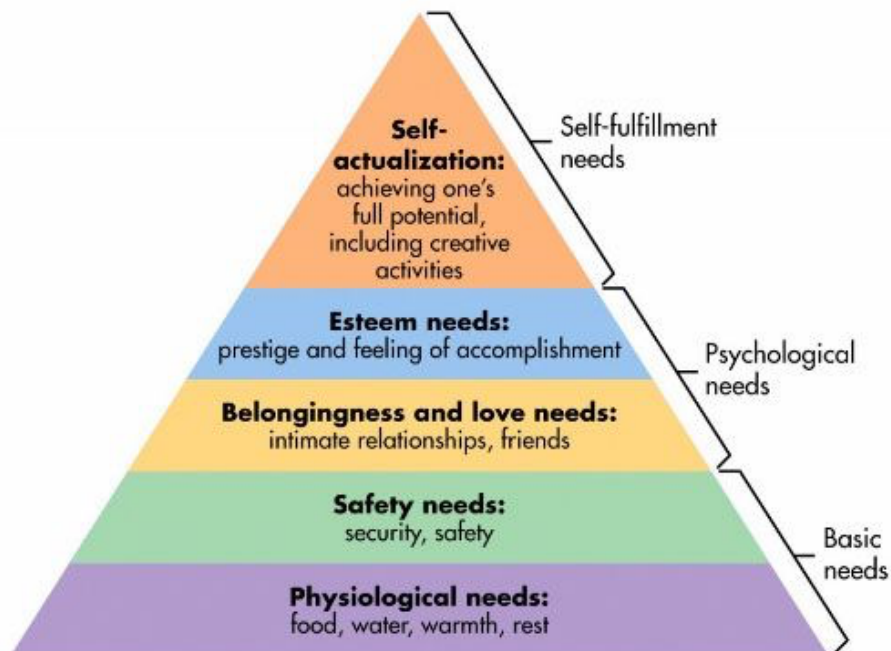 Self-
actualization:
achieving one's
full potential,
including creative
activities
Self-fulfillment
needs
Esteem needs:
prestige and feeling of accomplishment
Psychological
needs
Belongingness and love needs:
intimate relationships, friends
Safety needs:
security, safety
Basic
needs
Physiological needs:
food, water, warmth, rest